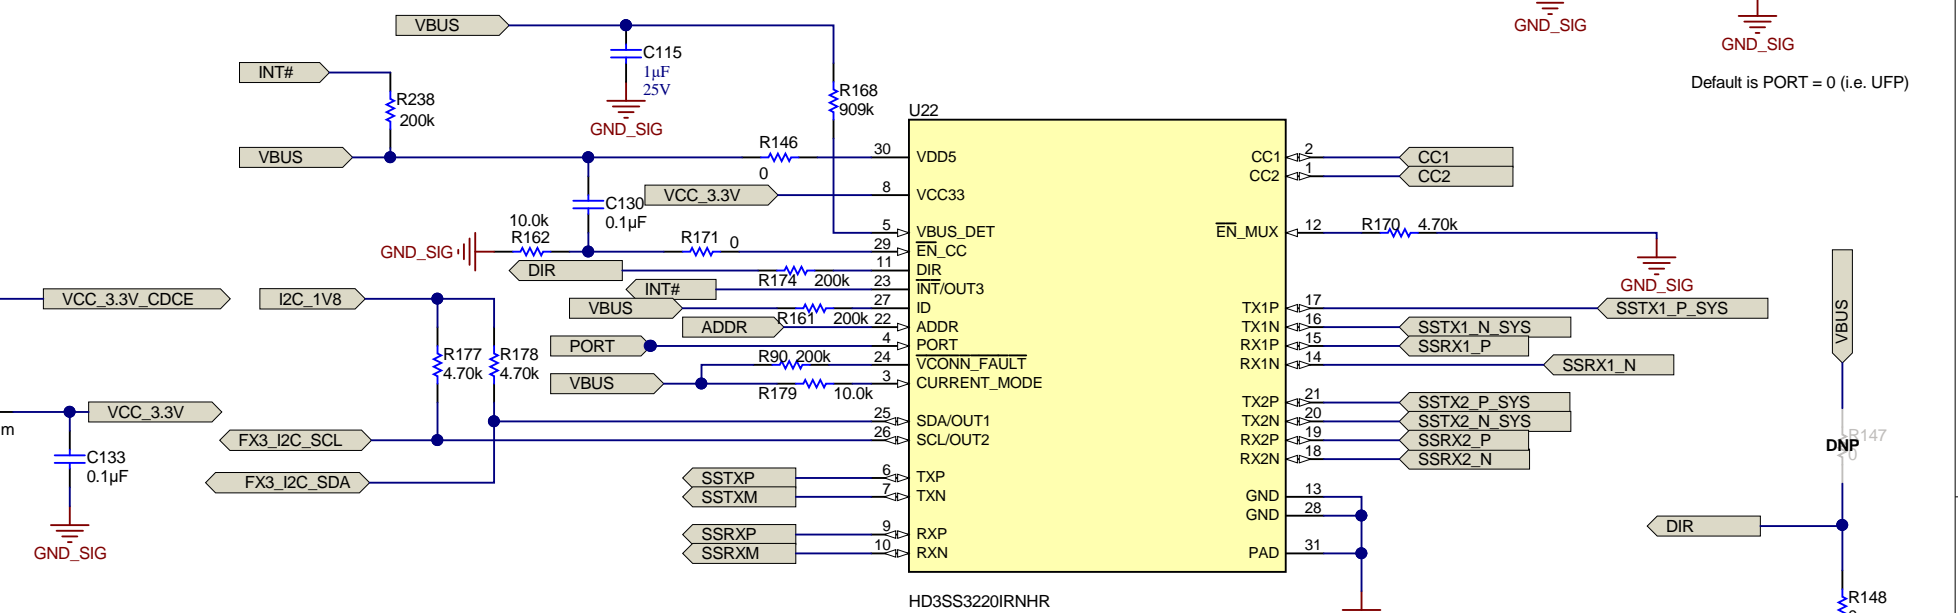 VBUS
C115
1µF
25V
GND_SIG
INT#
R238
200k
VBUS
R168
909k
R146
0
C130
0.1µF
VCC_3.3V
10.0k
R162
GND_SIG
R171 0
DIR
R174 200k
INT#
VBUS
R161 200k
ADDR
PORT
R90 200k
VBUS
R179 10.0k
VCC_3.3V_CDCE
I2C_1V8
R177
4.70k
R178
4.70k
VCC_3.3V
m
C133
0.1µF
GND_SIG
FX3_I2C_SCL
FX3_I2C_SDA
SSTXP
SSTXM
SSRXP
SSRXM
U22
30 VDD5
8 VCC33
5 VBUS_DET
29 EN_CC
11 DIR
23 INT/OUT3
27 ID
22 ADDR
4 PORT
24 VCONN_FAULT
3 CURRENT_MODE
25 SDA/OUT1
26 SCL/OUT2
6 TXP
7 TXN
9 RXP
10 RXN
CC1 2
CC2 1
EN_MUX 12
TX1P 17
TX1N 16
RX1P 15
RX1N 14
TX2P 21
TX2N 20
RX2P 19
RX2N 18
GND 13
GND 28
PAD 31
HD3SS3220IRNHR
CC1
CC2
R170 4.70k
GND_SIG
SSTX1_P_SYS
SSTX1_N_SYS
SSRX1_P
SSRX1_N
SSTX2_P_SYS
SSTX2_N_SYS
SSRX2_P
SSRX2_N
GND_SIG
GND_SIG
Default is PORT = 0 (i.e. UFP)
VBUS
R147
DNP
0
DIR
R148